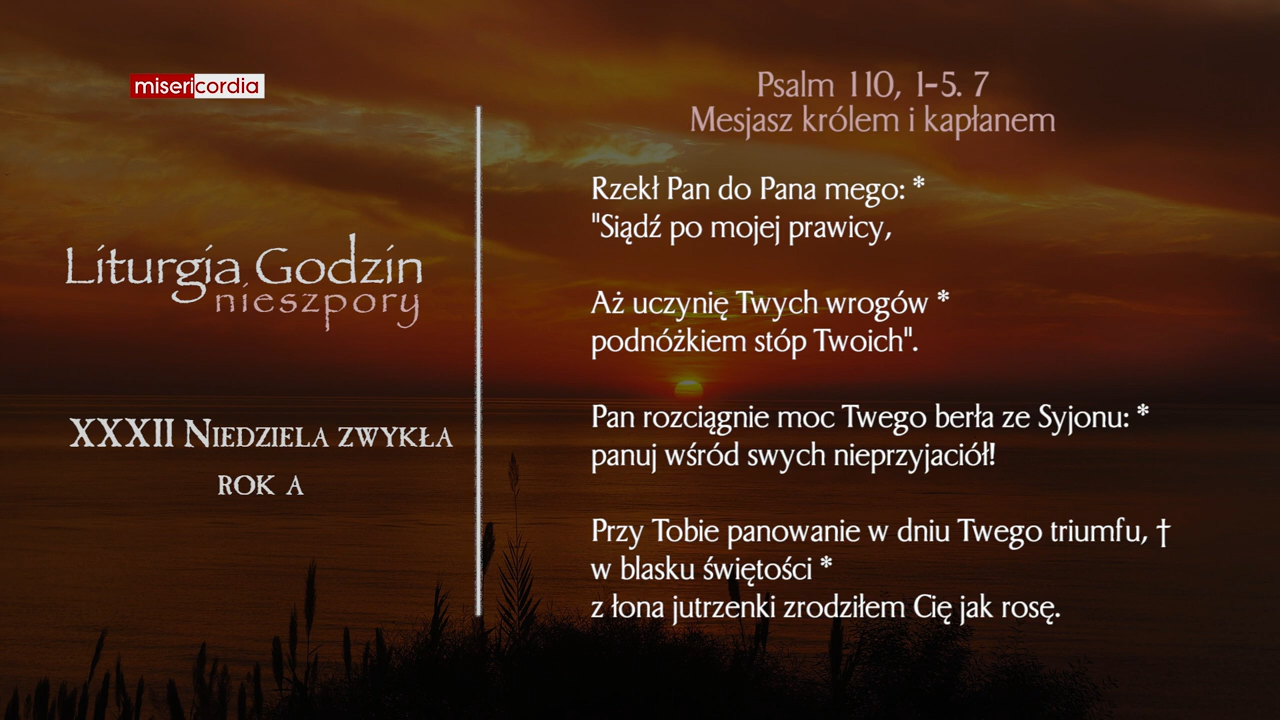 misericordia
Liturgia Godzin
nieszpory
XXXII Niedziela zwykła
rok a
Psalm 110, 1-5. 7
Mesjasz królem i kapłanem
Rzekł Pan do Pana mego: *
"Siądź po mojej prawicy,
Aż uczynię Twych wrogów *
podnóżkiem stóp Twoich".
Pan rozciągnie moc Twego berła ze Syjonu: *
panuj wśród swych nieprzyjaciół!
Przy Tobie panowanie w dniu Twego triumfu, †
w blasku świętości *
z łona jutrzenki zrodziłem Cię jak rosę.